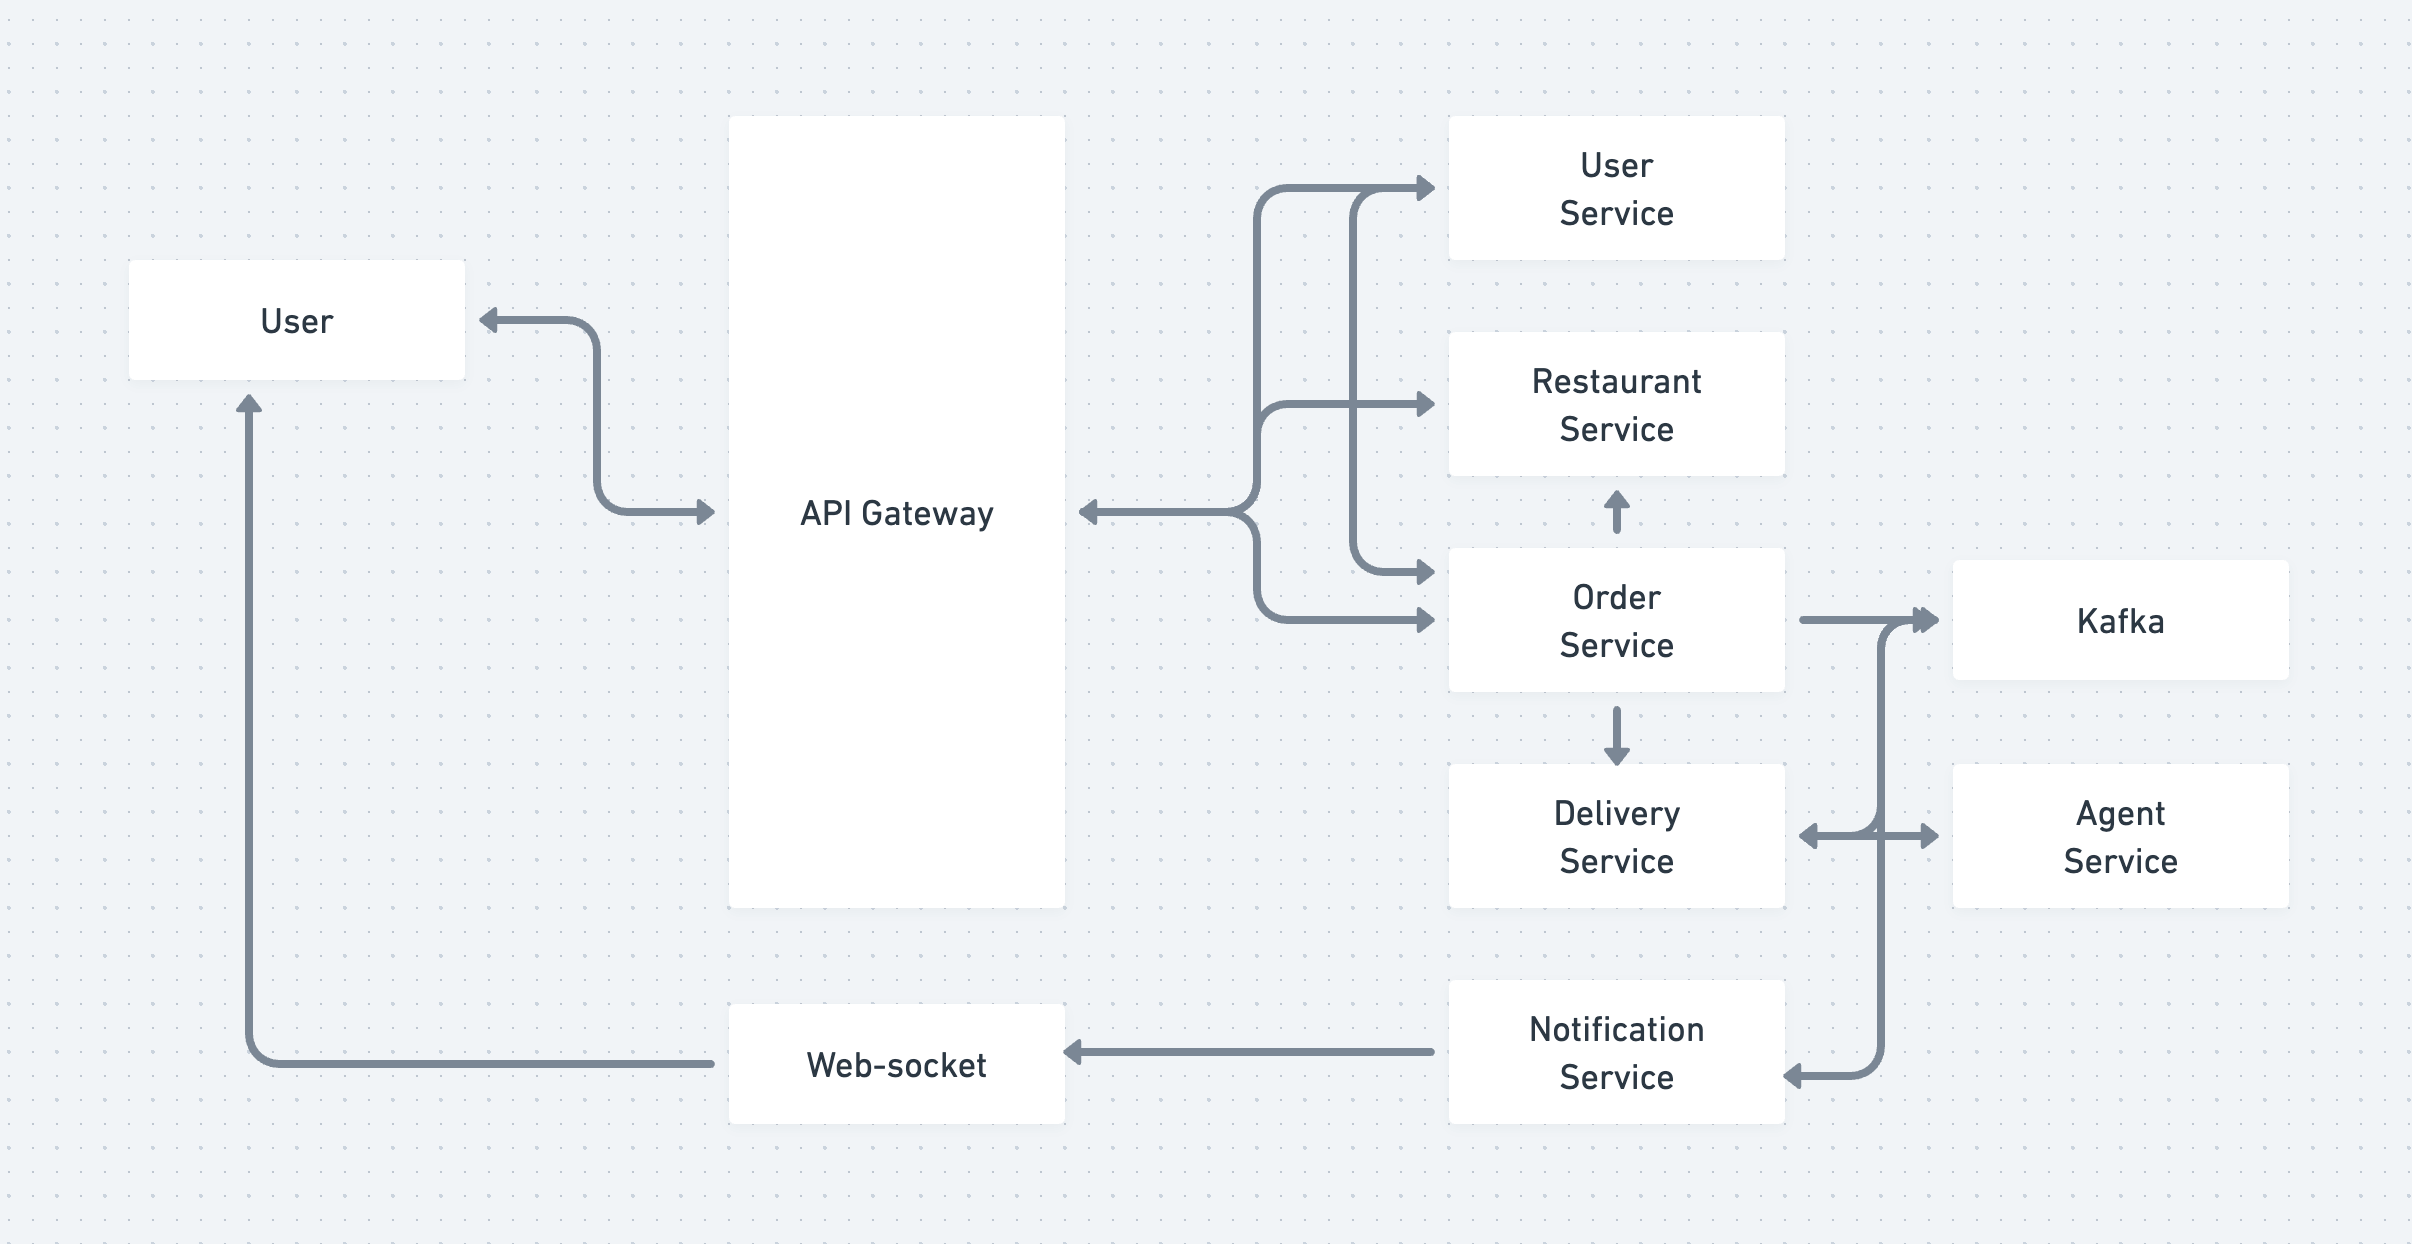 User
API Gateway
User
Service
Restaurant
Service
Order
Service
Kafka
Delivery
Service
Agent
Service
Notification
Service
Web-socket